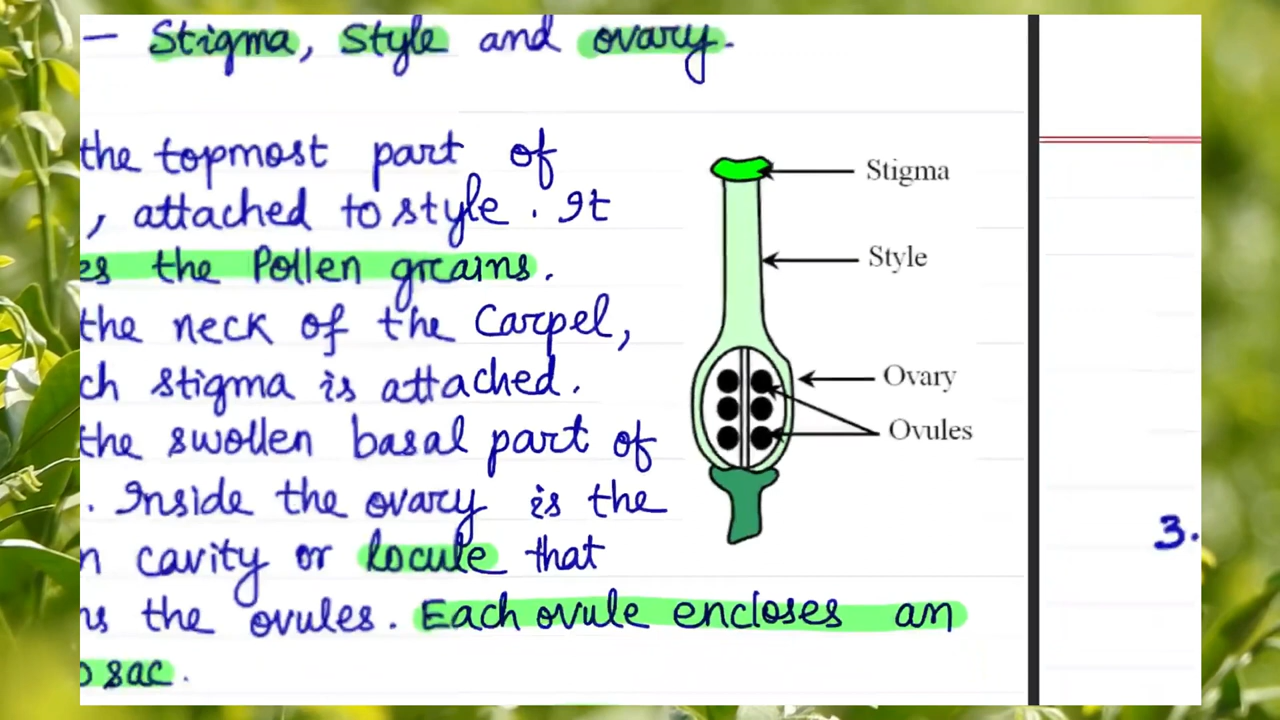 — Stigma, Style and ovary.
the topmost part of
, attached to style. It
es the Pollen grains.
the neck of the Carpel,
ch stigma is attached.
the swollen basal part of
. Inside the ovary is the
n cavity or locule that
ns the ovules. Each ovule encloses an
o sac.
Stigma
Style
Ovary
Ovules
3.